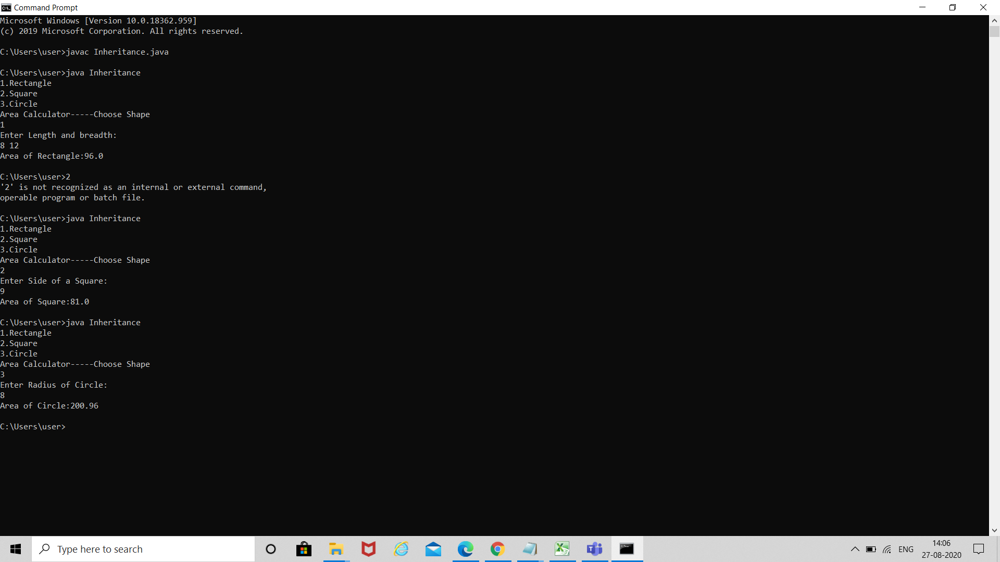 Command Prompt
Microsoft Windows [Version 10.0.18362.959]
(c) 2019 Microsoft Corporation. All rights reserved.
C:\Users\user>javac Inheritance.java
C:\Users\user>java Inheritance
1.Rectangle
2.Square
3.Circle
Area Calculator-----Choose Shape
1
Enter Length and breadth:
8 12
Area of Rectangle:96.0
C:\Users\user>2
'2' is not recognized as an internal or external command,
operable program or batch file.
C:\Users\user>java Inheritance
1.Rectangle
2.Square
3.Circle
Area Calculator-----Choose Shape
2
Enter Side of a Square:
9
Area of Square:81.0
C:\Users\user>java Inheritance
1.Rectangle
2.Square
3.Circle
Area Calculator-----Choose Shape
3
Enter Radius of Circle:
8
Area of Circle:200.96
C:\Users\user>
Type here to search
ENG
14:06
27-08-2020